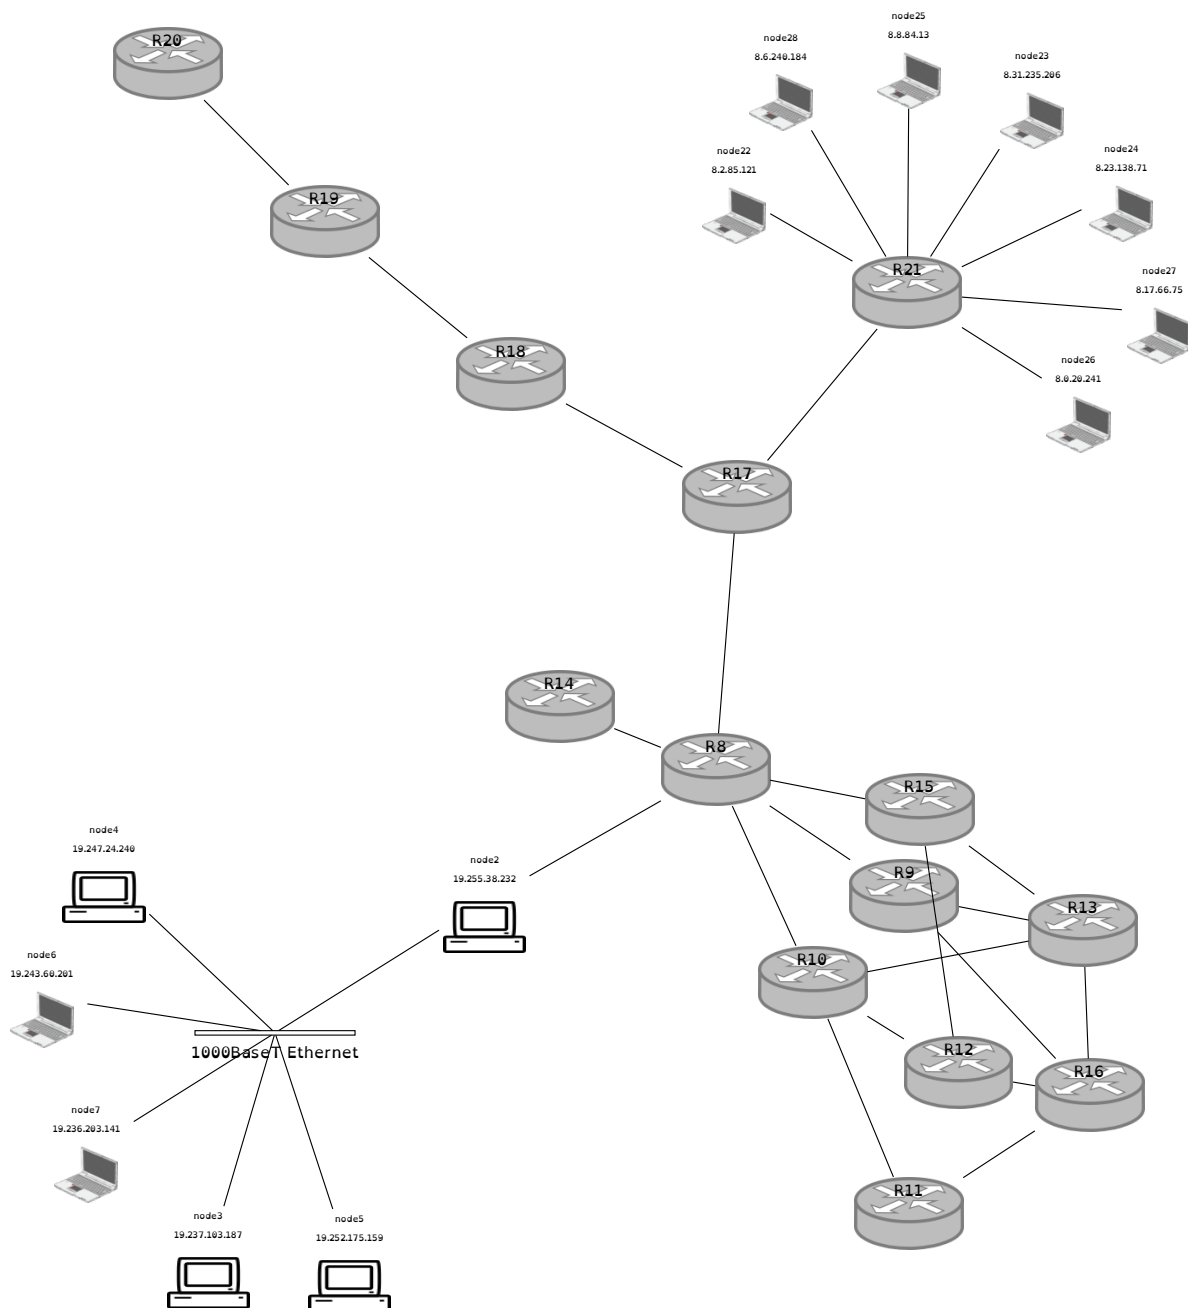 node25
8.8.84.13
node28
8.6.240.184
R20
node23
8.31.235.206
node24
8.23.138.71
node22
8.2.85.121
R19
R21
node27
8.17.66.75
R18
node26
8.0.20.241
R17
R14
R8
R15
node4
19.247.24.240
node2
19.255.38.232
R9
R13
node6
19.243.60.201
R10
1000BaseT Ethernet
R12
R16
node7
19.236.203.141
R11
node3
19.237.103.187
node5
19.252.175.159